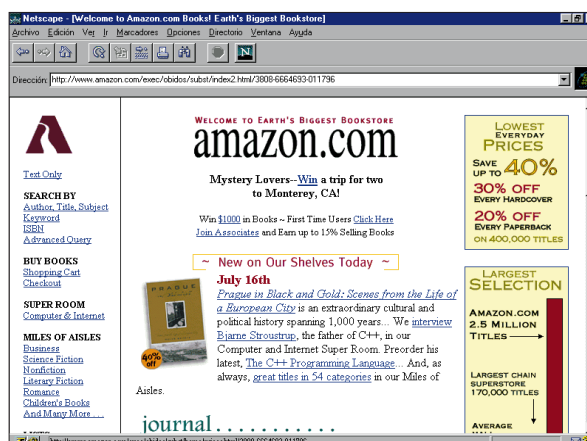 Netscape - [Welcome to Amazon.com Books! Earth's Biggest Bookstore]
Archivo Edición Ver Ir Marcadores Opciones Directorio Ventana Ayuda
Dirección: http://www.amazon.com/exec/obidos/subst/index2.html/3808-6664693-011796
Text Only
SEARCH BY
Author, Title, Subject
Keyword
ISBN
Advanced Query
BUY BOOKS
Shopping Cart
Checkout
SUPER ROOM
Computer & Internet
MILES OF AISLES
Business
Science Fiction
Nonfiction
Literary Fiction
Romance
Children's Books
And Many More . . . .
WELCOME TO EARTH'S BIGGEST BOOKSTORE
amazon.com
Mystery Lovers--Win a trip for two
to Monterey, CA!
Win $1000 in Books ~ First Time Users Click Here
Join Associates and Earn up to 15% Selling Books
~ New on Our Shelves Today ~
PRAGUE
40%
off
July 16th
Prague in Black and Gold: Scenes from the Life of
a European City is an extraordinary cultural and
political history spanning 1,000 years... We interview
Bjarne Stroustrup, the father of C++, in our
Computer and Internet Super Room. Preorder his
latest, The C++ Programming Language... And, as
always, great titles in 54 categories in our Miles of
Aisles.
journal . . . . . . . . . .
LOWEST
EVERYDAY
PRICES
SAVE
UP TO 40%
30% OFF
EVERY HARDCOVER
20% OFF
EVERY PAPERBACK
ON 400,000 TITLES
LARGEST
SELECTION
AMAZON.COM
2.5 MILLION
TITLES
LARGEST CHAIN
SUPERSTORE
170,000 TITLES
AVERAGE